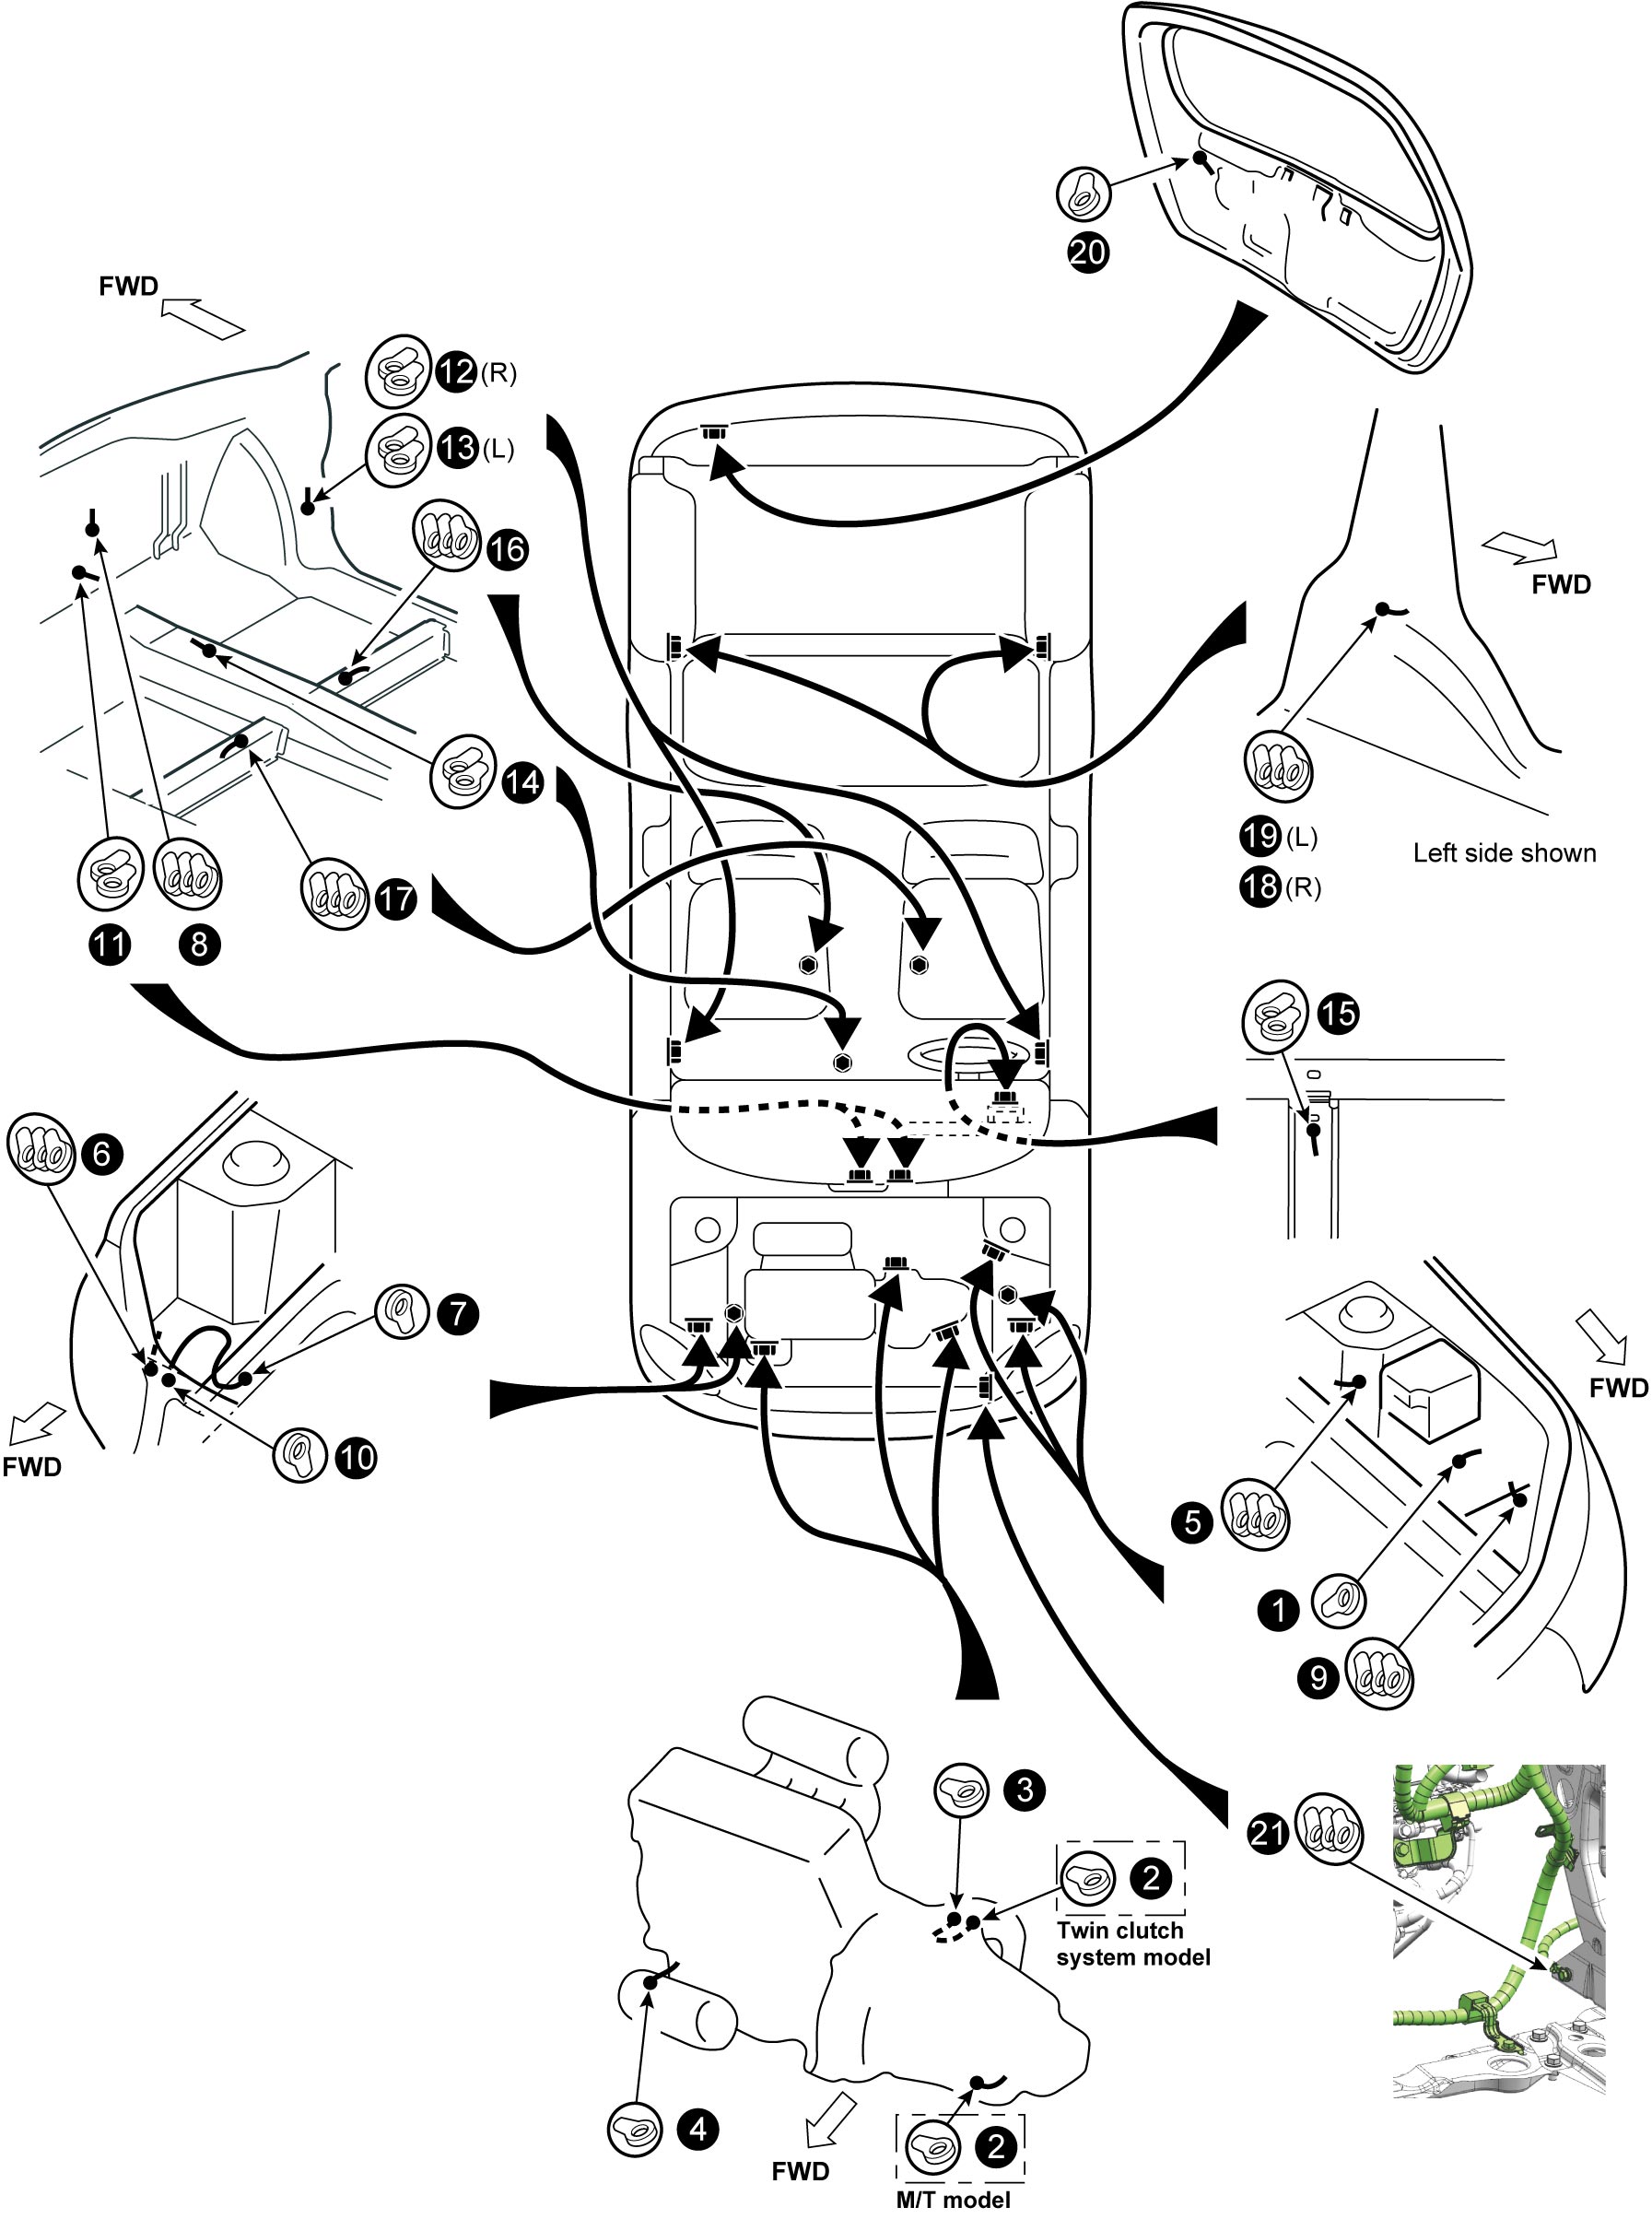 20
FWD
12 (R)
13 (L)
16
FWD
14
19 (L)
Left side shown
17
18 (R)
11
8
15
6
7
FWD
10
FWD
5
1
9
3
21
2
Twin clutch
system model
4
2
FWD
M/T model